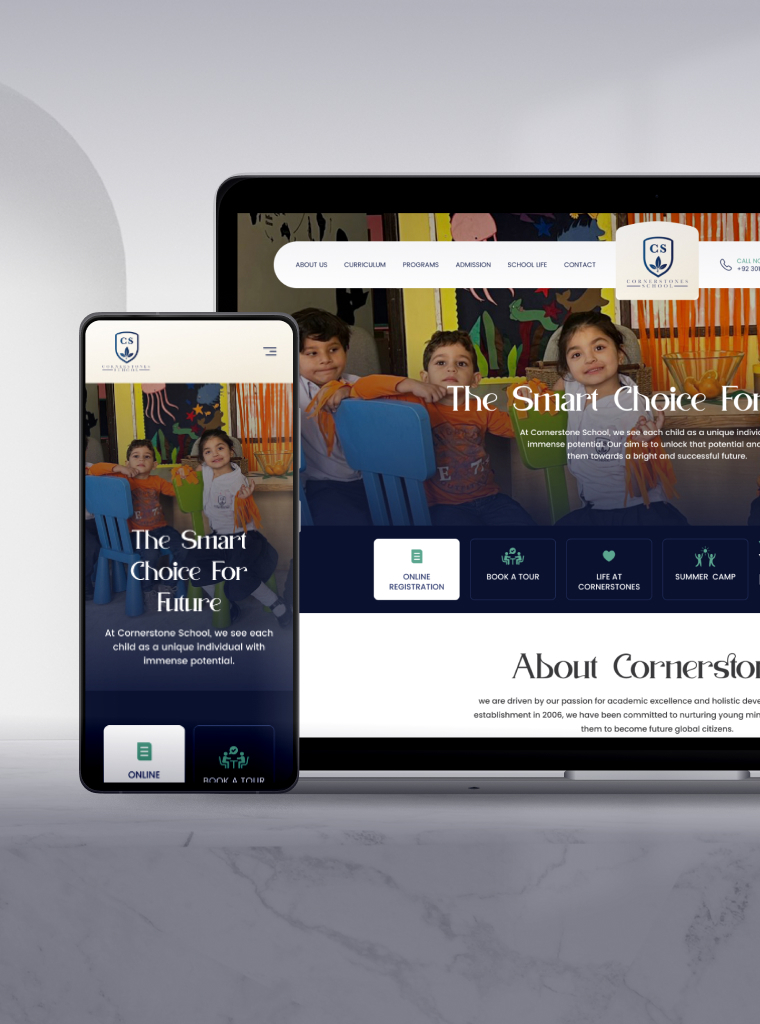 ABOUT US CURRICULUM PROGRAMS ADMISSION SCHOOL LIFE CONTACT
CS
CORNERSTONES
SCHOOL
CALL NO
+92 30
The Smart Choice For
At Cornerstone School, we see each child as a unique individ
immense potential. Our aim is to unlock that potential and
them towards a bright and successful future.
ONLINE
REGISTRATION
BOOK A TOUR
LIFE AT
CORNERSTONES
SUMMER CAMP
About Cornersto
we are driven by our passion for academic excellence and holistic deve
establishment in 2006, we have been committed to nurturing young min
them to become future global citizens.
CS
CORNERSTONES
SCHOOL
The Smart
Choice For
Future
At Cornerstone School, we see each
child as a unique individual with
immense potential.
ONLINE
BOOK A TOUR